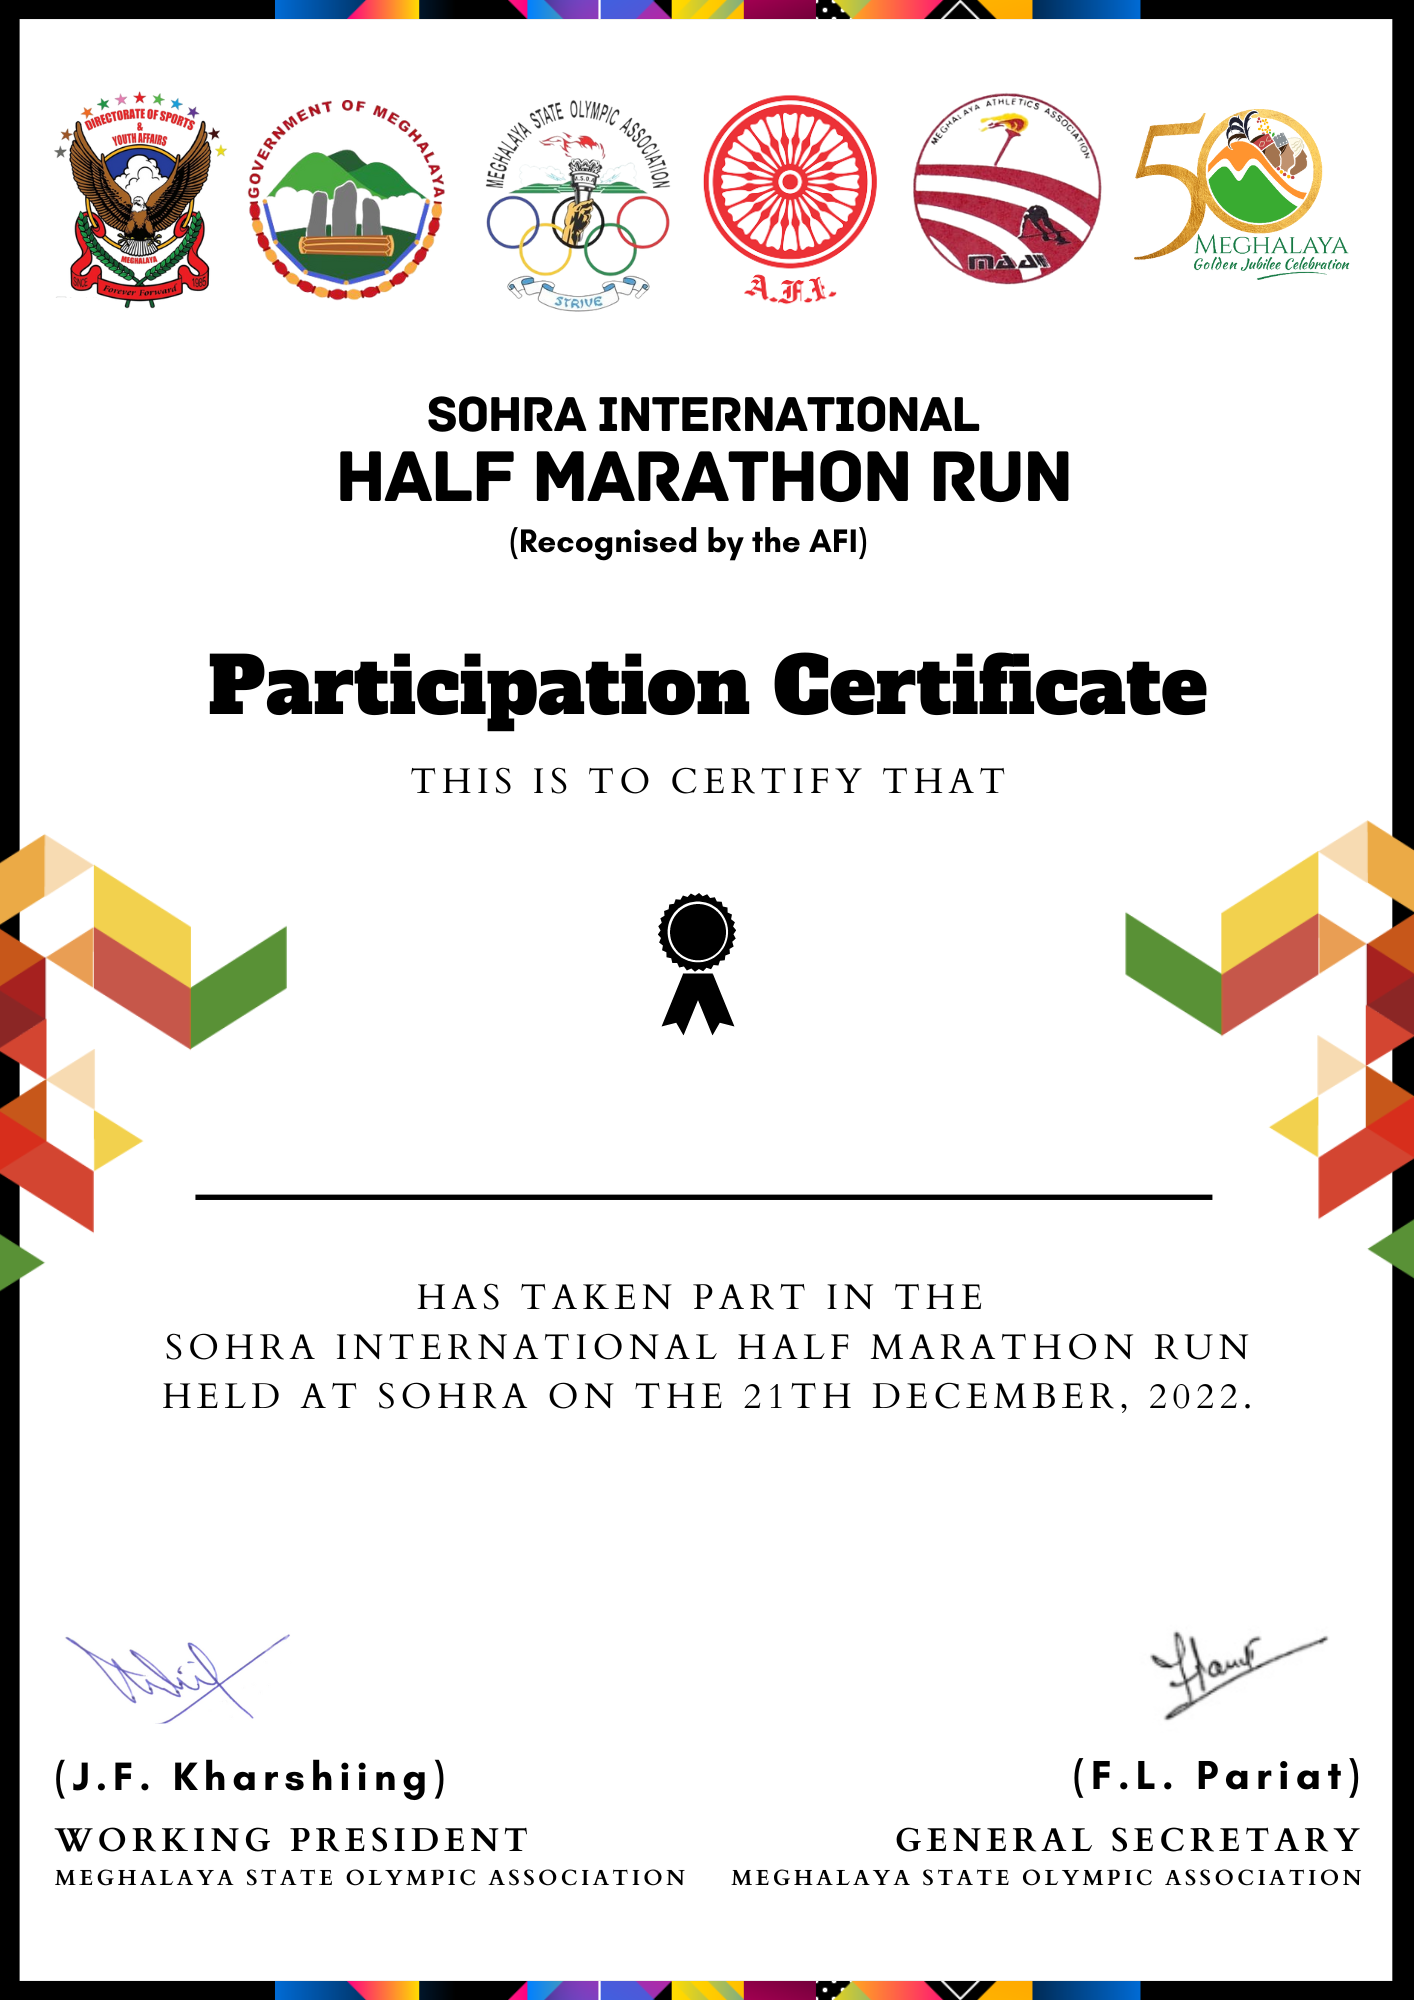 DIRECTORATE OF SPORTS
&
YOUTH AFFAIRS
MEGHALAYA
SINCE 1985
Forever Forward
GOVERNMENT OF MEGHALAYA
MEGHALAYA STATE OLYMPIC ASSOCIATION
STRIVE
A.F.I.
MEGHALAYA ATHLETICS ASSOCIATION
50
MEGHALAYA
Golden Jubilee Celebration
SOHRA INTERNATIONAL
HALF MARATHON RUN
(Recognised by the AFI)
Participation Certificate
THIS IS TO CERTIFY THAT
HAS TAKEN PART IN THE
SOHRA INTERNATIONAL HALF MARATHON RUN
HELD AT SOHRA ON THE 21TH DECEMBER, 2022.
(J.F. Kharshiing)
WORKING PRESIDENT
MEGHALAYA STATE OLYMPIC ASSOCIATION
(F.L. Pariat)
GENERAL SECRETARY
MEGHALAYA STATE OLYMPIC ASSOCIATION